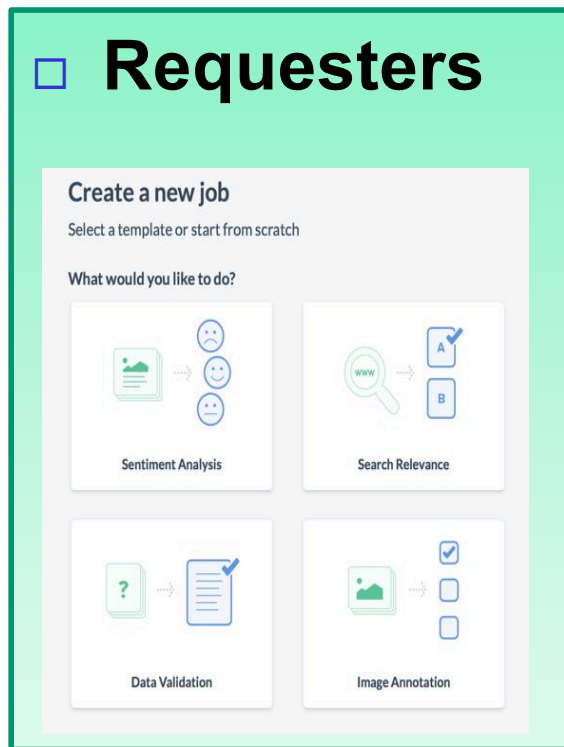 Requesters
Create a new job
Select a template or start from scratch
What would you like to do?
A
WWW
B
Sentiment Analysis
Search Relevance
?
Data Validation
Image Annotation